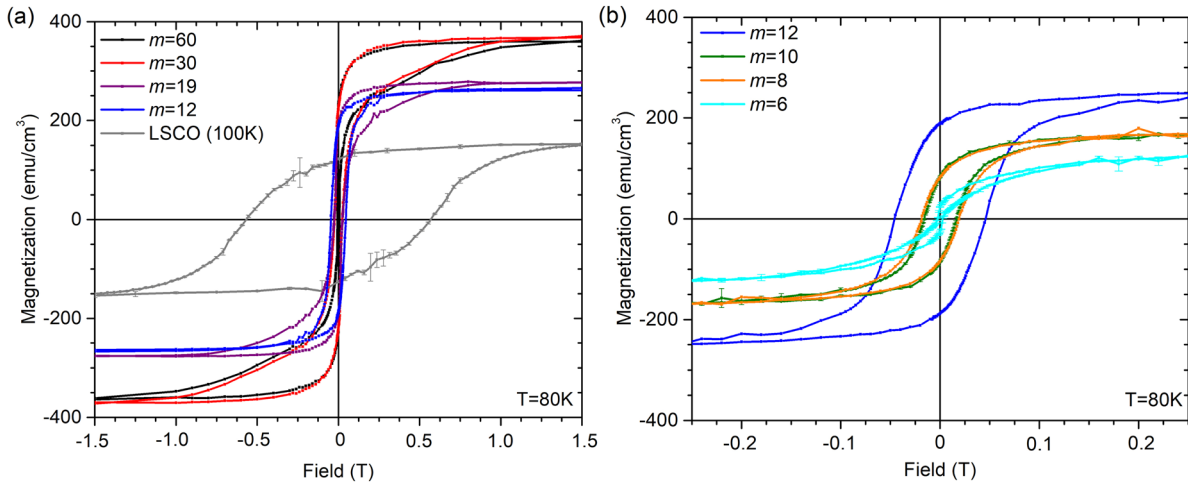 (a)
400
200
0
-200
-400
Magnetization (emu/cm³)
m=60
m=30
m=19
m=12
LSCO (100K)
T=80K
-1.5
-1.0
-0.5
0
0.5
1.0
1.5
Field (T)
(b)
400
200
0
-200
-400
Magnetization (emu/cm³)
m=12
m=10
m=8
m=6
T=80K
-0.2
-0.1
0
0.1
0.2
Field (T)